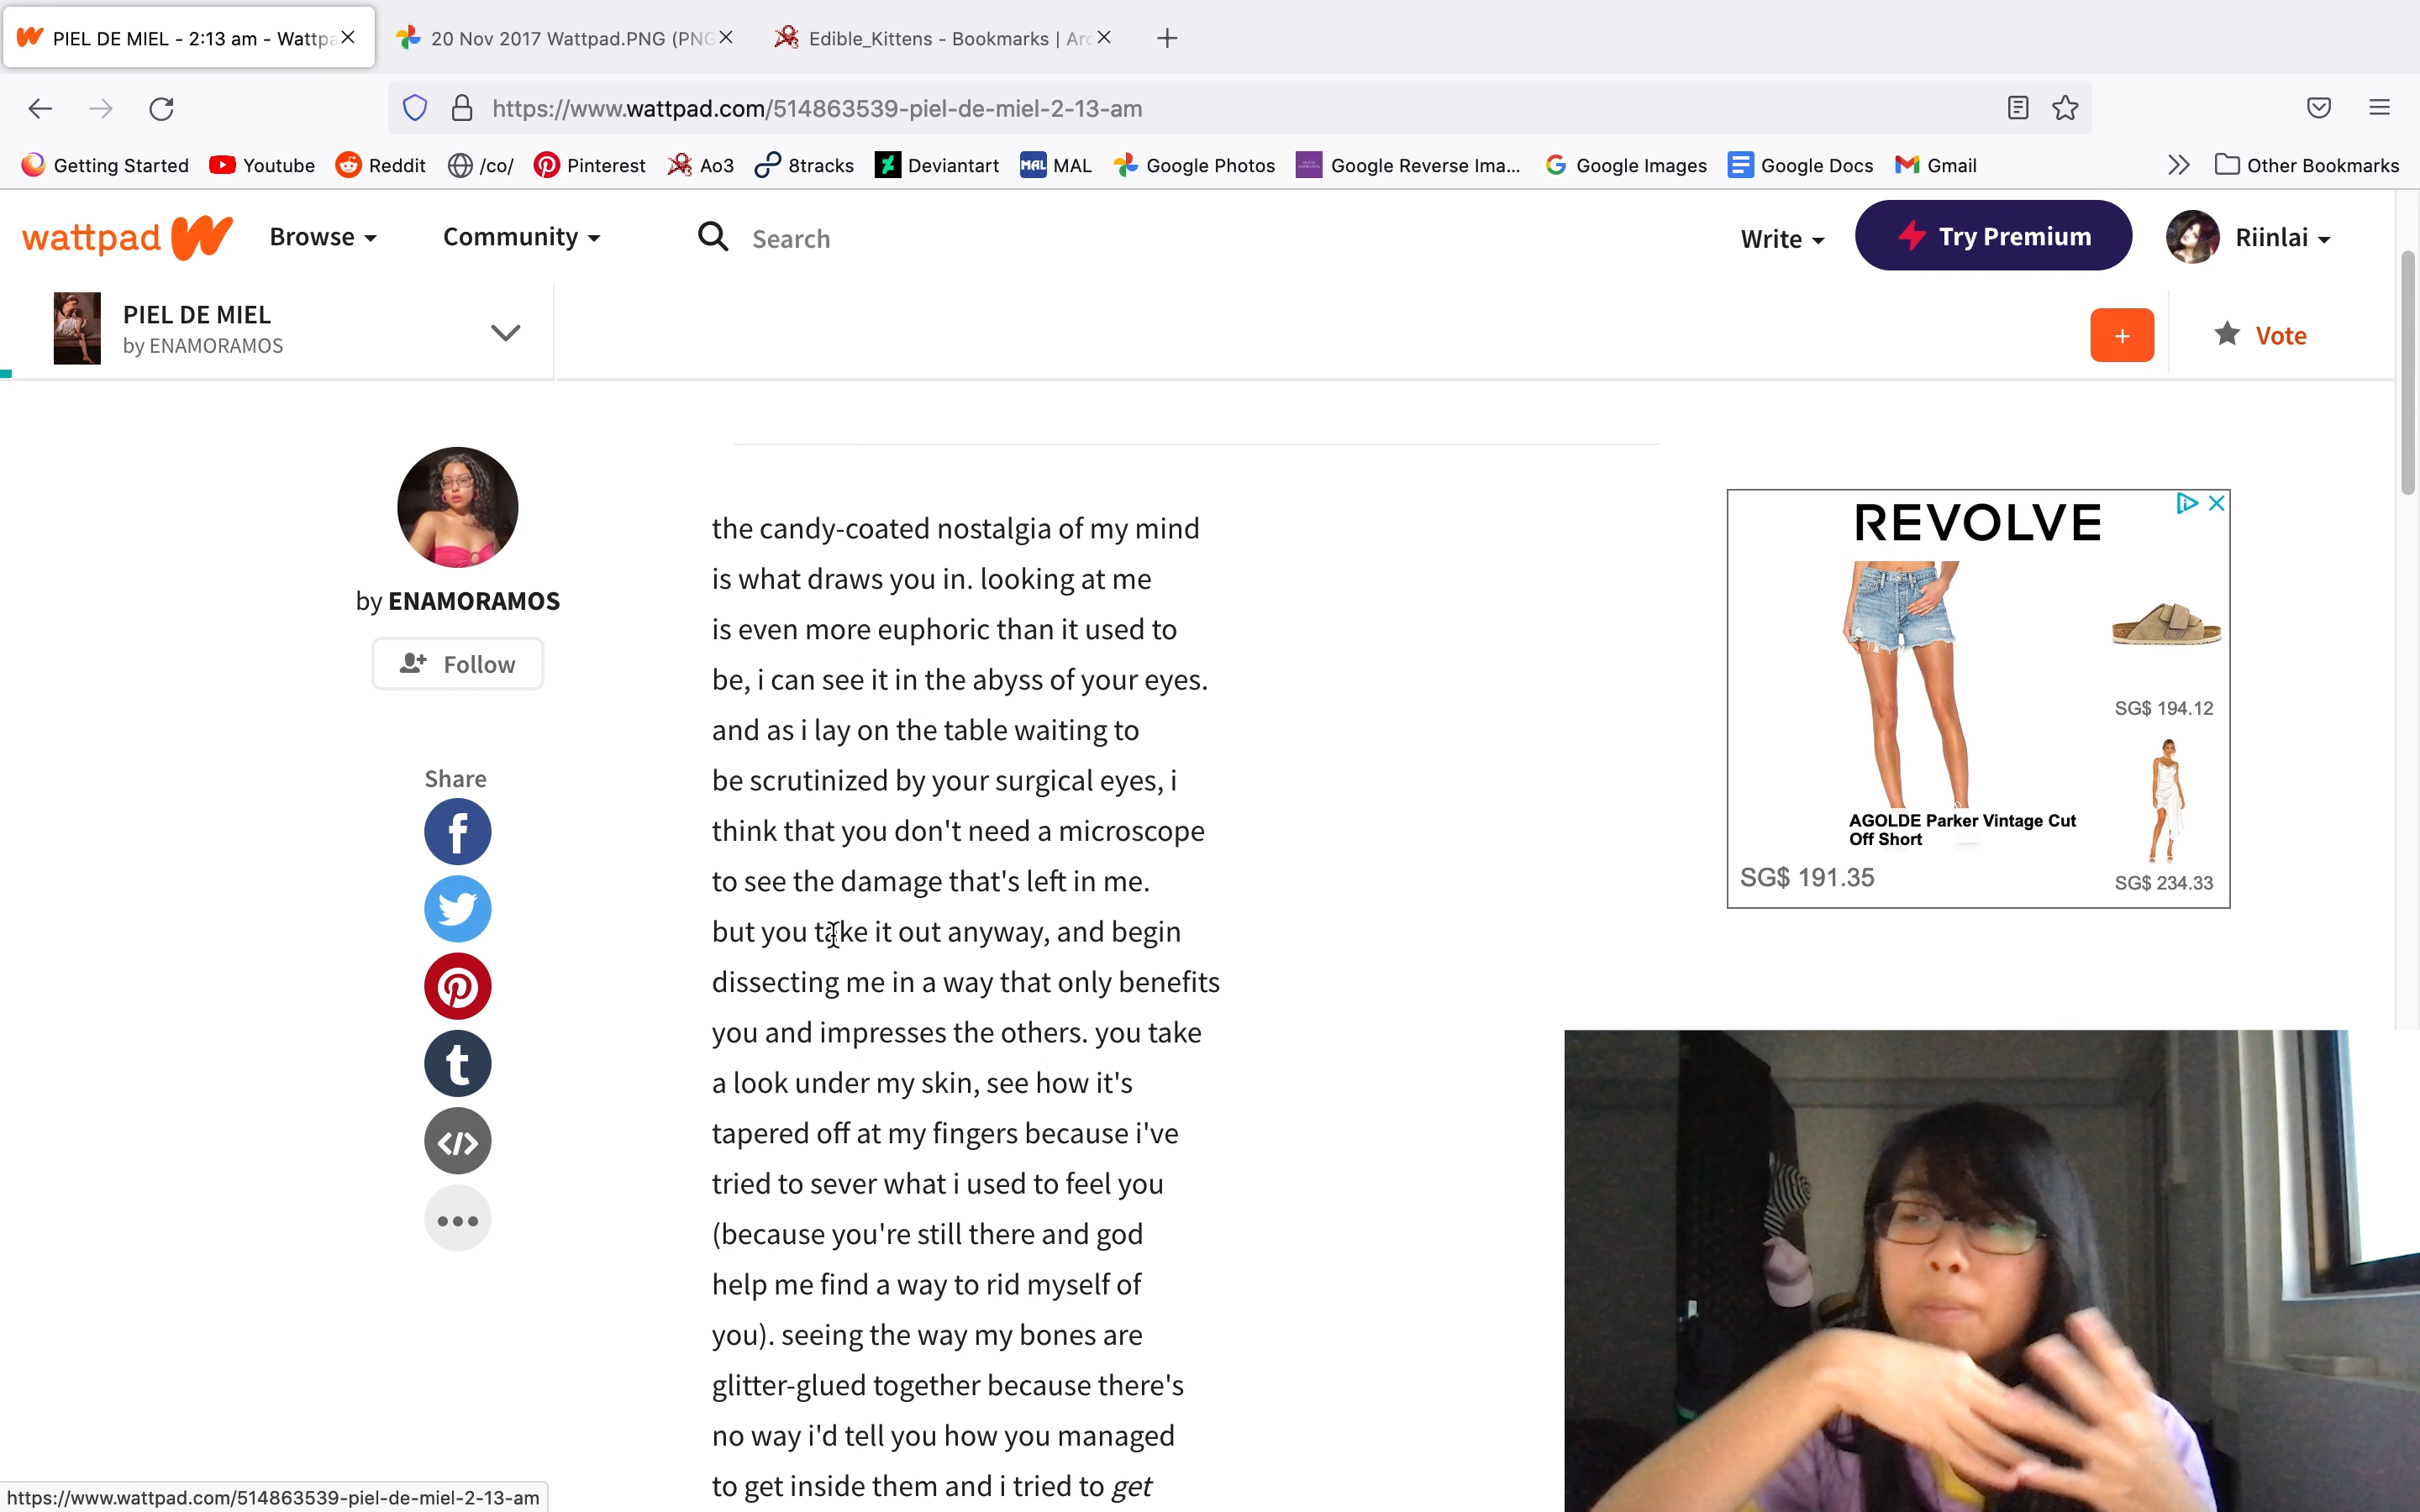 PIEL DE MIEL - 2:13 am - Wattpa
20 Nov 2017 Wattpad.PNG (PNG
Edible_Kittens - Bookmarks | Arc
https://www.wattpad.com/514863539-piel-de-miel-2-13-am
Getting Started Youtube Reddit /co/ Pinterest Ao3 8tracks Deviantart MAL MAL Google Photos Google Reverse Ima... Google Images Google Docs Gmail Other Bookmarks
wattpad Browse Community Search Write Try Premium Riinlai
PIEL DE MIEL
by ENAMORAMOS
+ Vote
by ENAMORAMOS
Follow
Share
the candy-coated nostalgia of my mind
is what draws you in. looking at me
is even more euphoric than it used to
be, i can see it in the abyss of your eyes.
and as i lay on the table waiting to
be scrutinized by your surgical eyes, i
think that you don't need a microscope
to see the damage that's left in me.
but you take it out anyway, and begin
dissecting me in a way that only benefits
you and impresses the others. you take
a look under my skin, see how it's
tapered off at my fingers because i've
tried to sever what i used to feel you
(because you're still there and god
help me find a way to rid myself of
you). seeing the way my bones are
glitter-glued together because there's
no way i'd tell you how you managed
to get inside them and i tried to get
REVOLVE
AGOLDE Parker Vintage Cut
Off Short
SG$ 191.35
SG$ 194.12
SG$ 234.33
https://www.wattpad.com/514863539-piel-de-miel-2-13-am